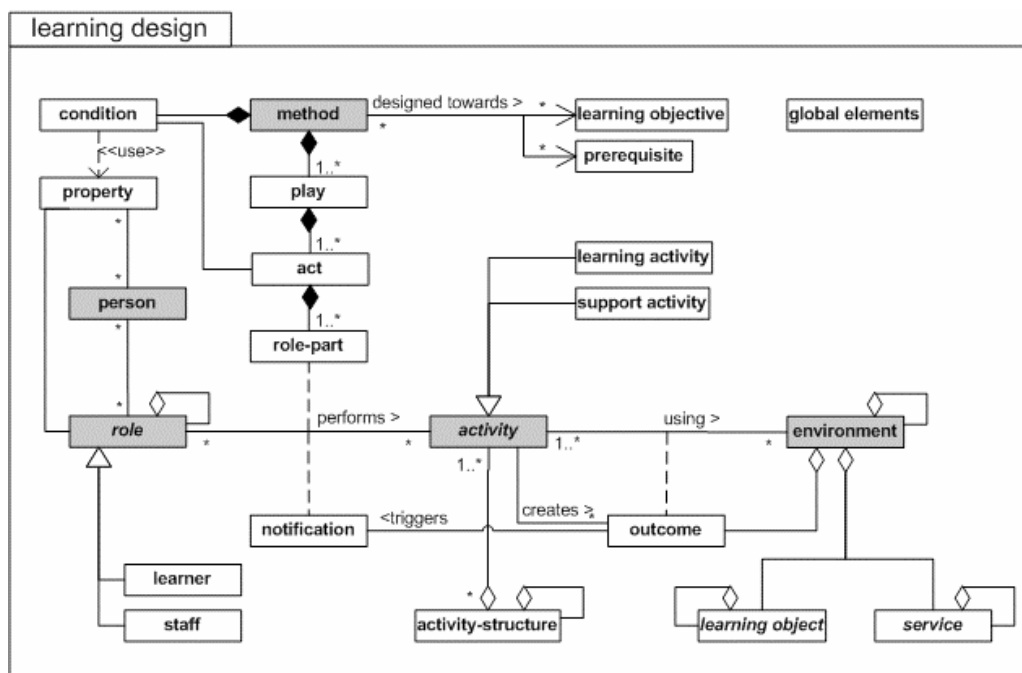 learning design
condition
method
designed towards >
*
*
learning objective
global elements
<<use>>
*
prerequisite
1..*
property
play
*
1..*
act
learning activity
*
person
support activity
*
1..*
role-part
*
performs >
using >
role
activity
environment
*
*
1..*
*
1..*
creates >
*
notification
<triggers
outcome
learner
*
staff
activity-structure
learning object
service